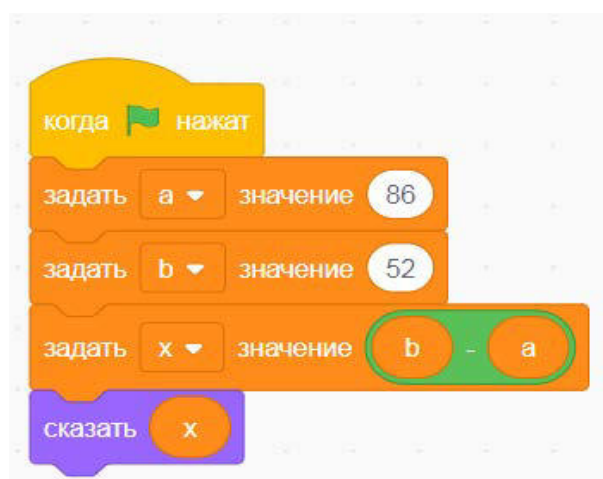 когда нажат
задать a значение 86
задать b значение 52
задать x значение b - a
сказать x